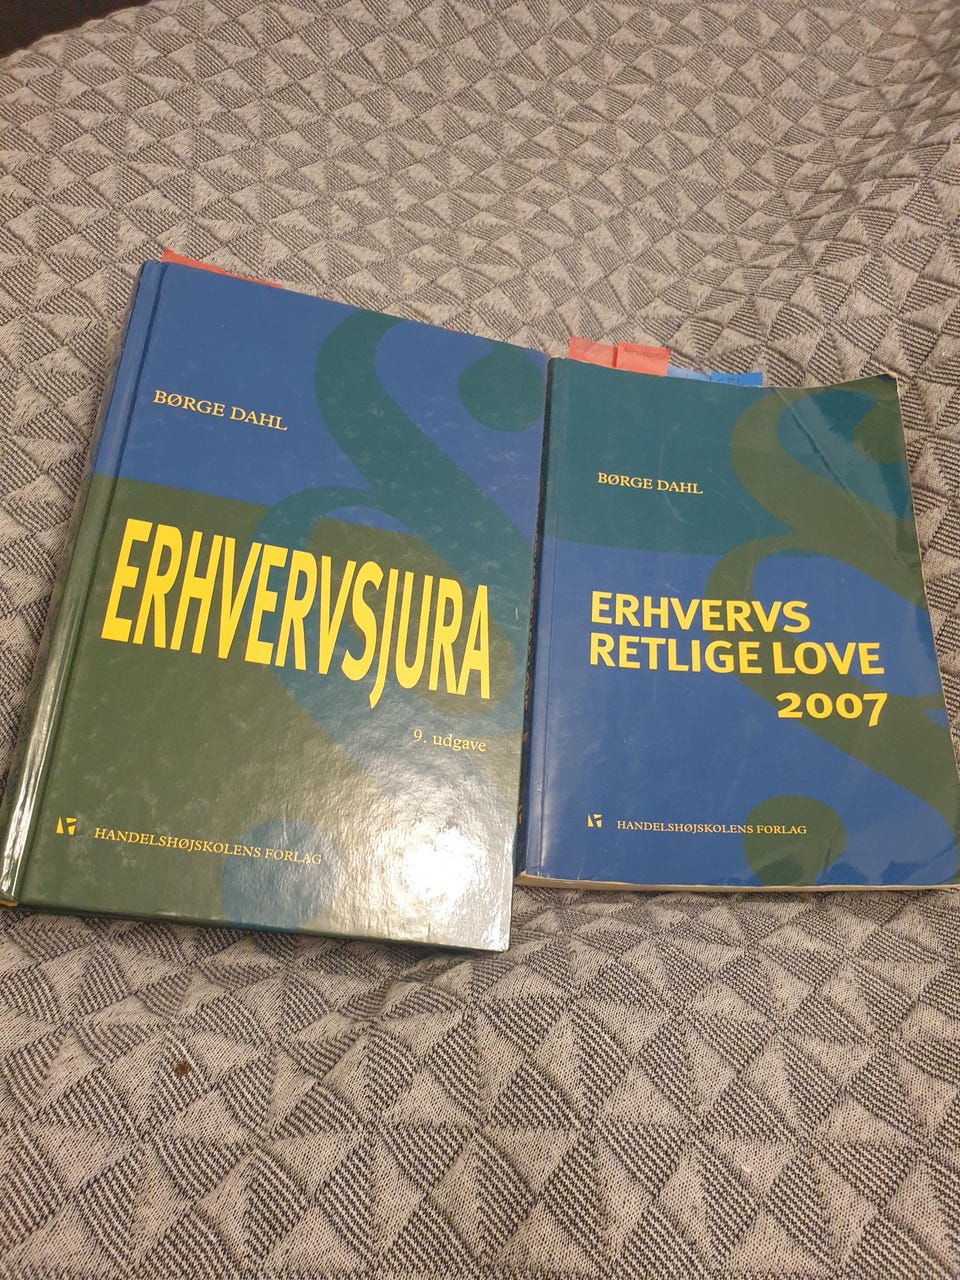 BØRGE DAHL
ERHVERVSJURA
9. udgave
HANDELSHØJSKOLENS FORLAG
BØRGE DAHL
ERHVERVS
RETLIGE LOVE
2007
HANDELSHØJSKOLENS FORLAG